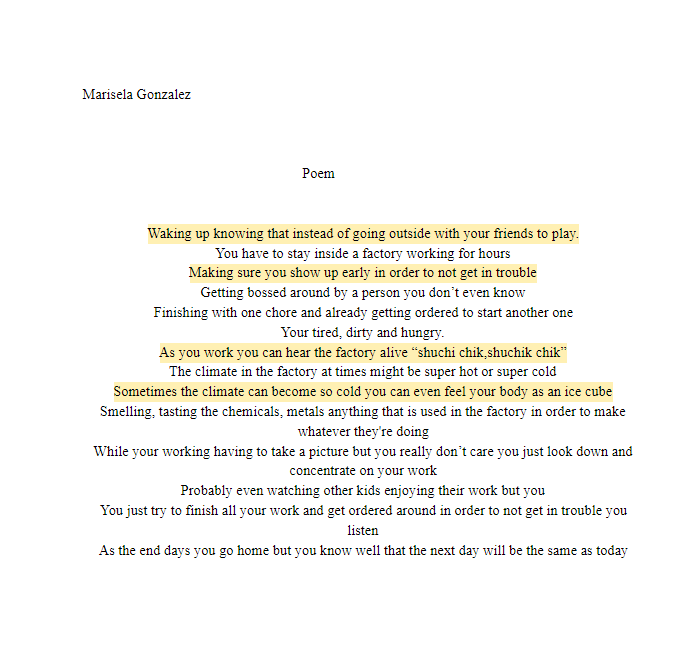 Marisela Gonzalez
Poem
Waking up knowing that instead of going outside with your friends to play.
You have to stay inside a factory working for hours
Making sure you show up early in order to not get in trouble
Getting bossed around by a person you don’t even know
Finishing with one chore and already getting ordered to start another one
Your tired, dirty and hungry.
As you work you can hear the factory alive “shuchi chik,shuchik chik”
The climate in the factory at times might be super hot or super cold
Sometimes the climate can become so cold you can even feel your body as an ice cube
Smelling, tasting the chemicals, metals anything that is used in the factory in order to make
whatever they're doing
While your working having to take a picture but you really don’t care you just look down and
concentrate on your work
Probably even watching other kids enjoying their work but you
You just try to finish all your work and get ordered around in order to not get in trouble you
listen
As the end days you go home but you know well that the next day will be the same as today